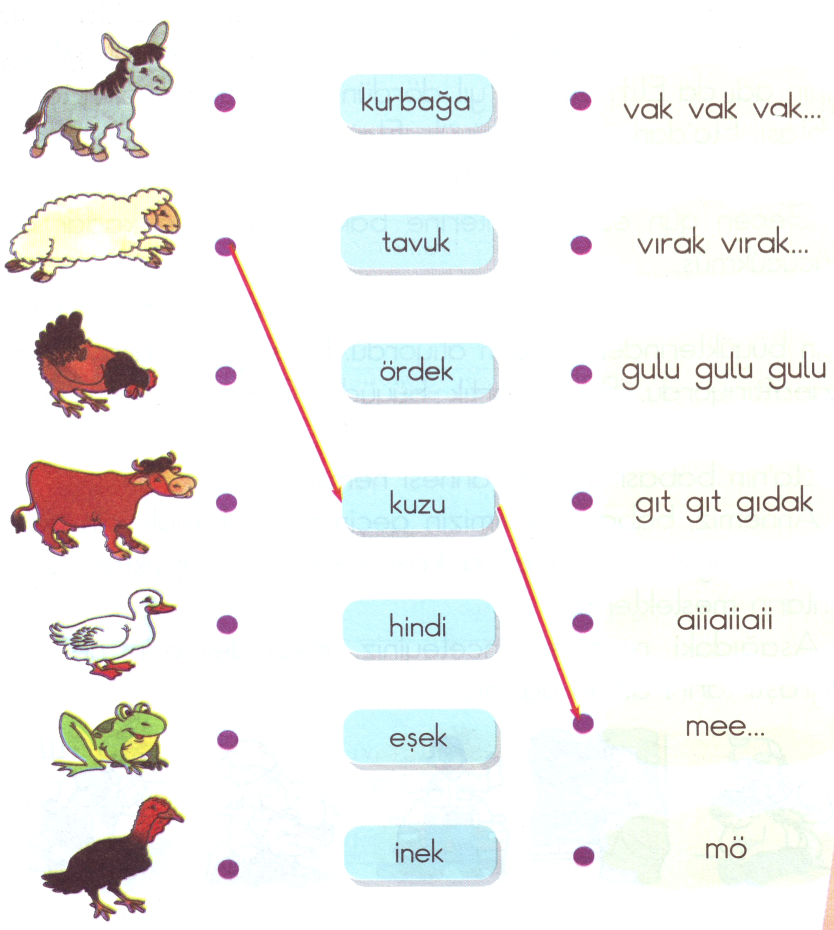 kurbağa vak vak vak...
tavuk vırak vırak...
ördek gulu gulu gulu
kuzu gıt gıt gıdak
hindi aiiaiiaii
eşek mee...
inek mö